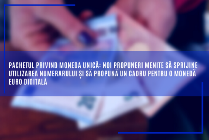 PACHETUL PRIVIND MONEDA UNICĂ: NOI PROPUNERI MENITE SĂ SPRIJINE
UTILIZAREA NUMERARULUI ȘI SĂ PROPUNĂ UN CADRU PENTRU O MONEDĂ
EURO DIGITALĂ